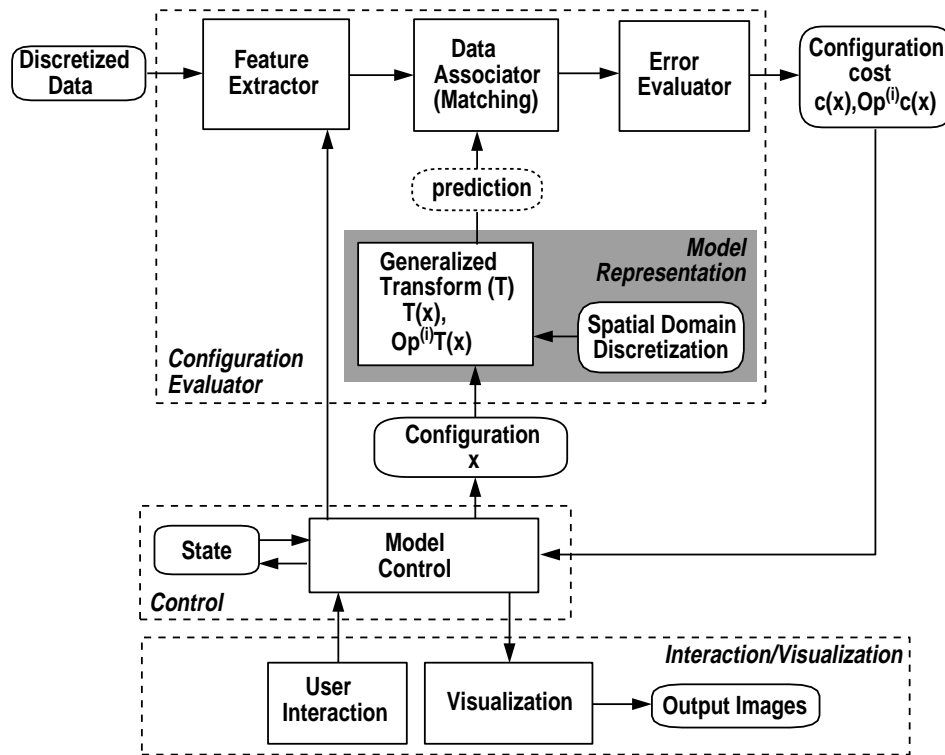 Discretized
Data
Feature
Extractor
Data
Associator
(Matching)
Error
Evaluator
Configuration
cost
c(x),Op(i)c(x)
prediction
Model
Representation
Generalized
Transform (T)
T(x),
Op(i)T(x)
Spatial Domain
Discretization
Configuration
Evaluator
Configuration
x
State
Model
Control
Control
Interaction/Visualization
User
Interaction
Visualization
Output Images